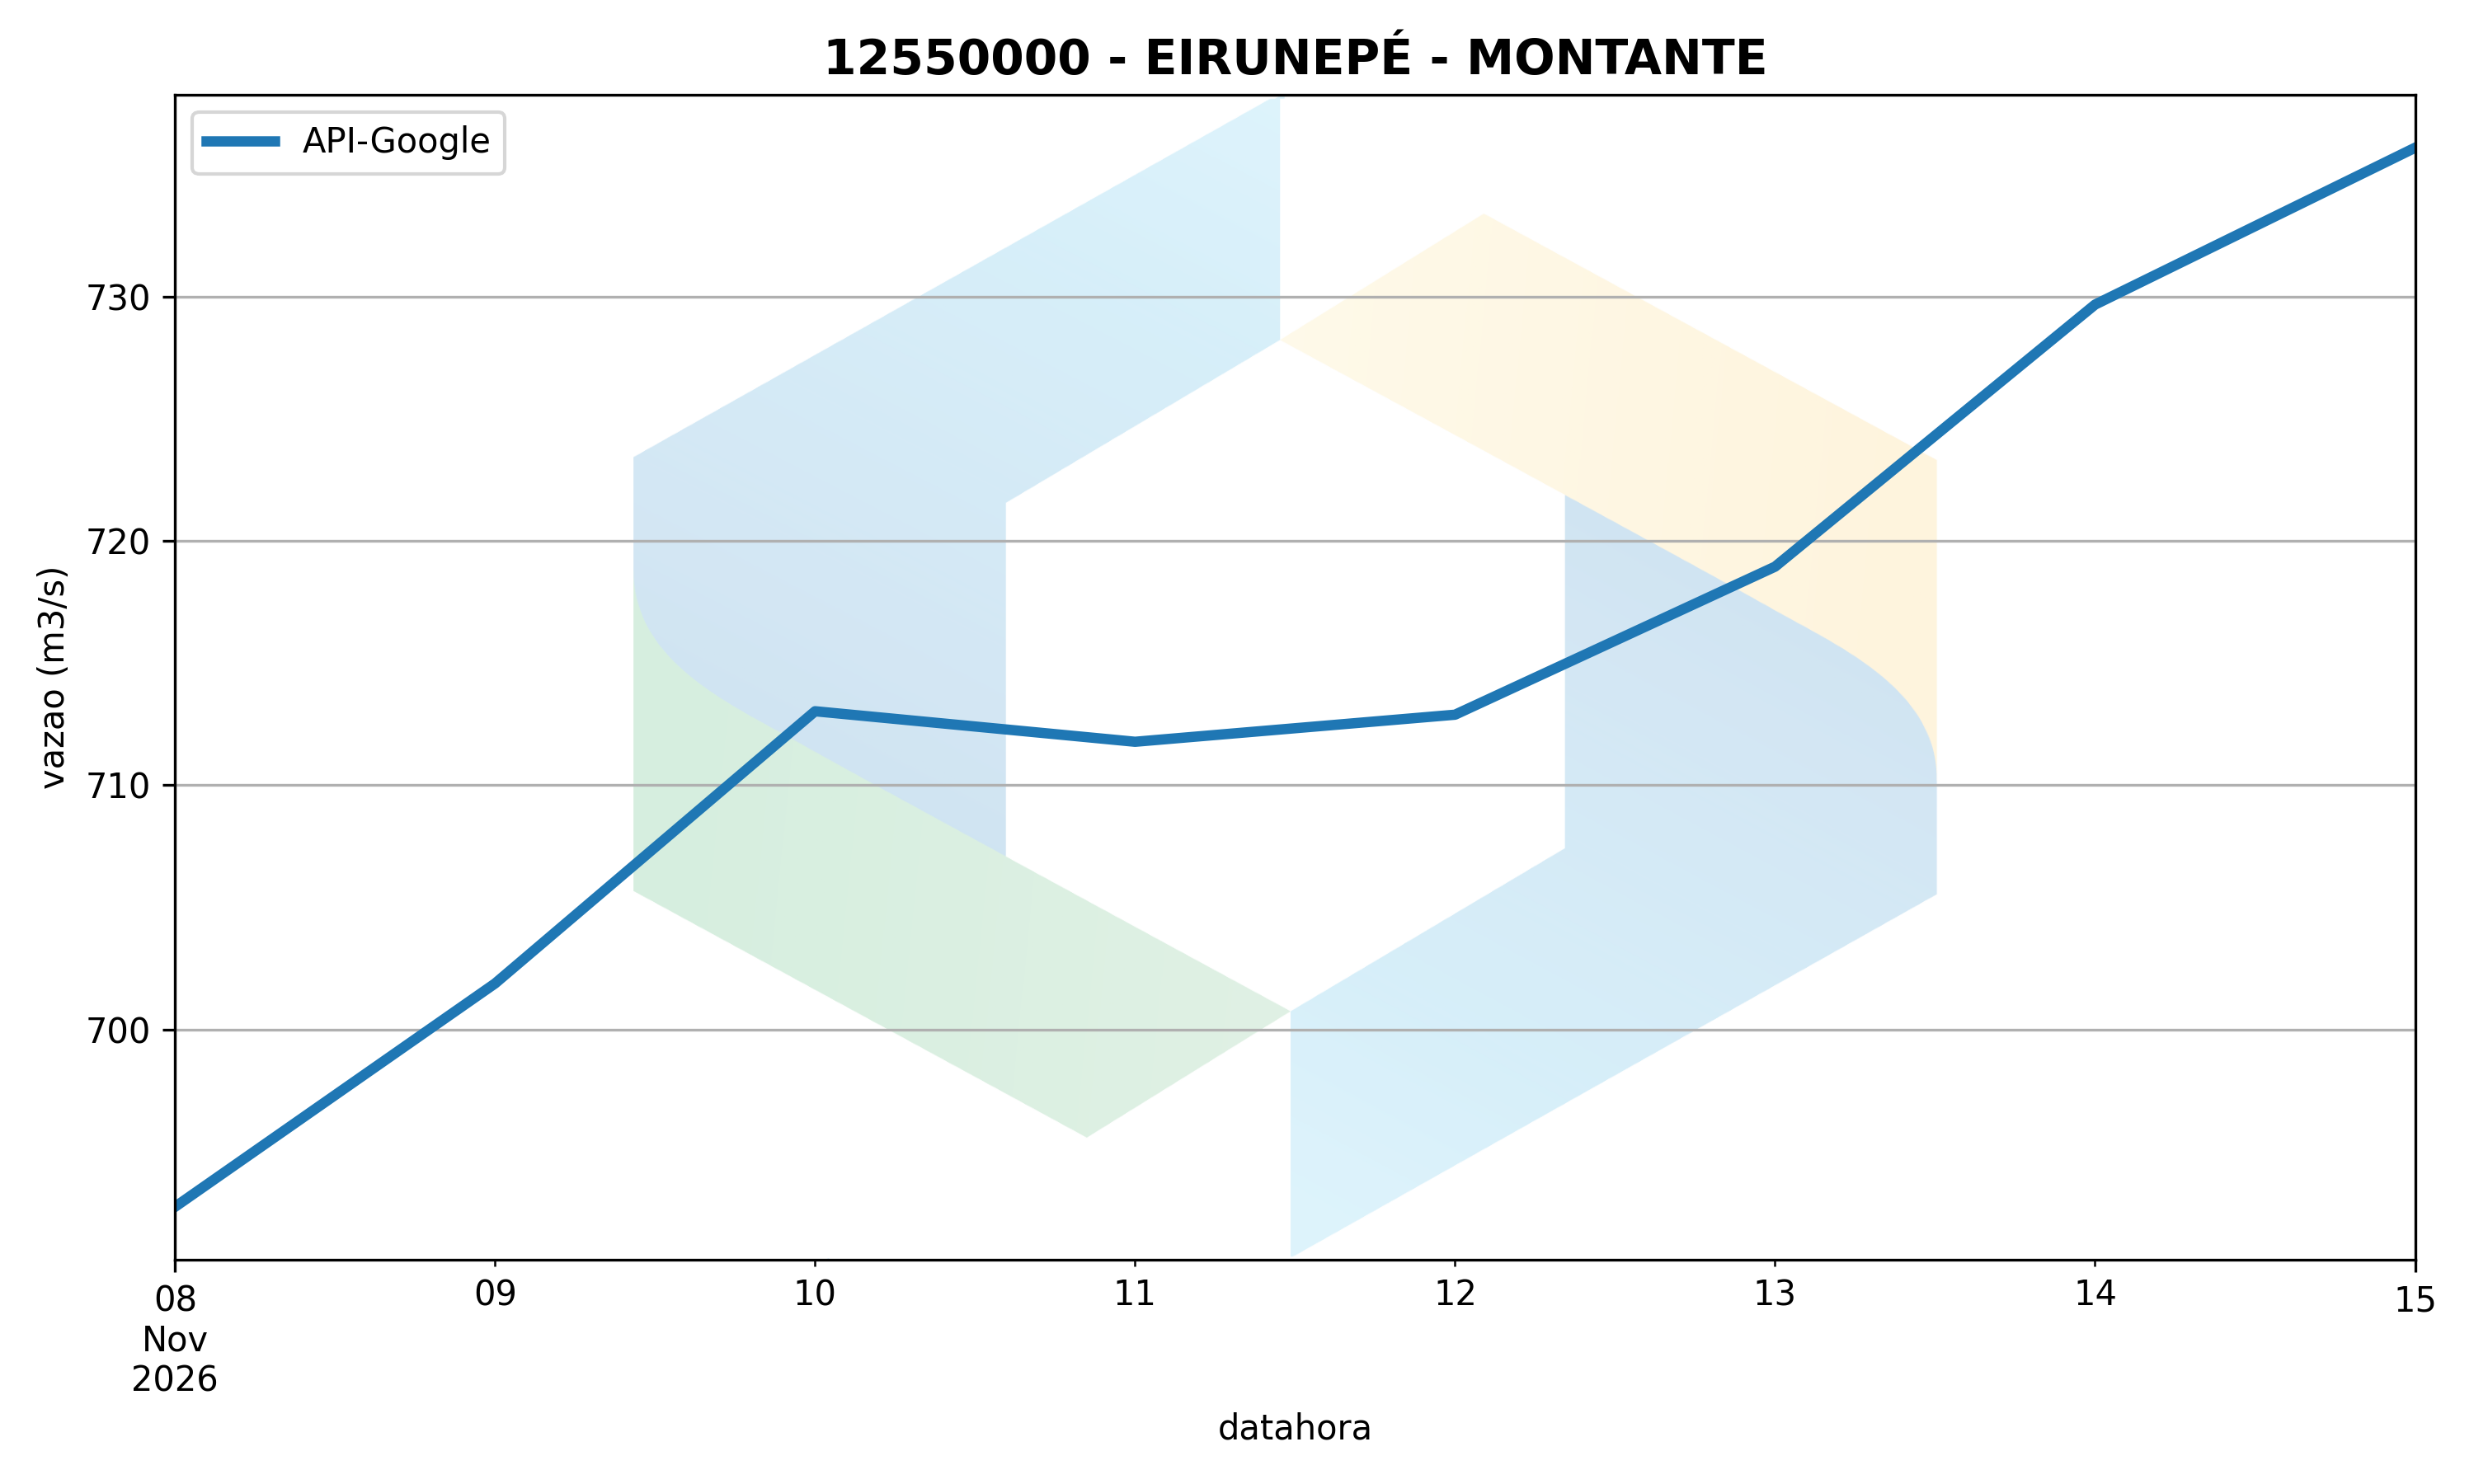 12550000 - EIRUNEPÉ - MONTANTE
API-Google
730
720
710
700
vazao (m3/s)
08 09 10 11 12 13 14 15
Nov
2026
datahora